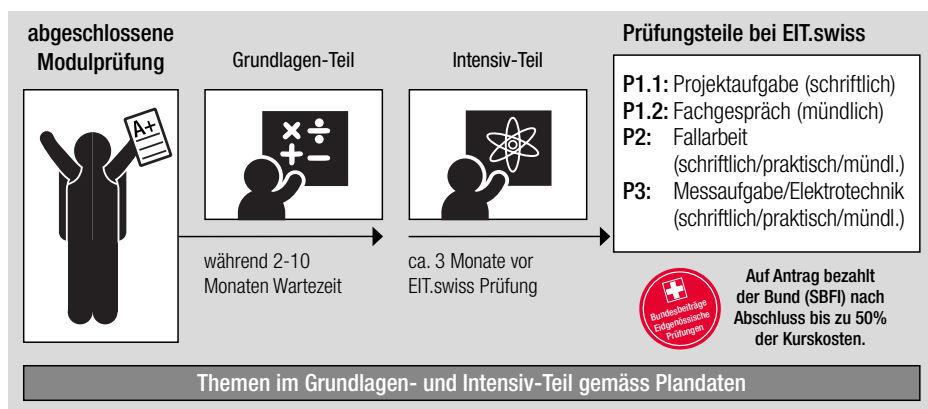 abgeschlossene
Modulprüfung
A+
Grundlagen-Teil
während 2-10
Monaten Wartezeit
Intensiv-Teil
ca. 3 Monate vor
EIT.swiss Prüfung
Prüfungsteile bei EIT.swiss
P1.1: Projektaufgabe (schriftlich)
P1.2: Fachgespräch (mündlich)
P2: Fallarbeit
(schriftlich/praktisch/mündl.)
P3: Messaufgabe/Elektrotechnik
(schriftlich/praktisch/mündl.)
Bundesbeiträge
Eidgenössische
Prüfungen
Auf Antrag bezahlt
der Bund (SBFI) nach
Abschluss bis zu 50%
der Kurskosten.
Themen im Grundlagen- und Intensiv-Teil gemäss Plandaten